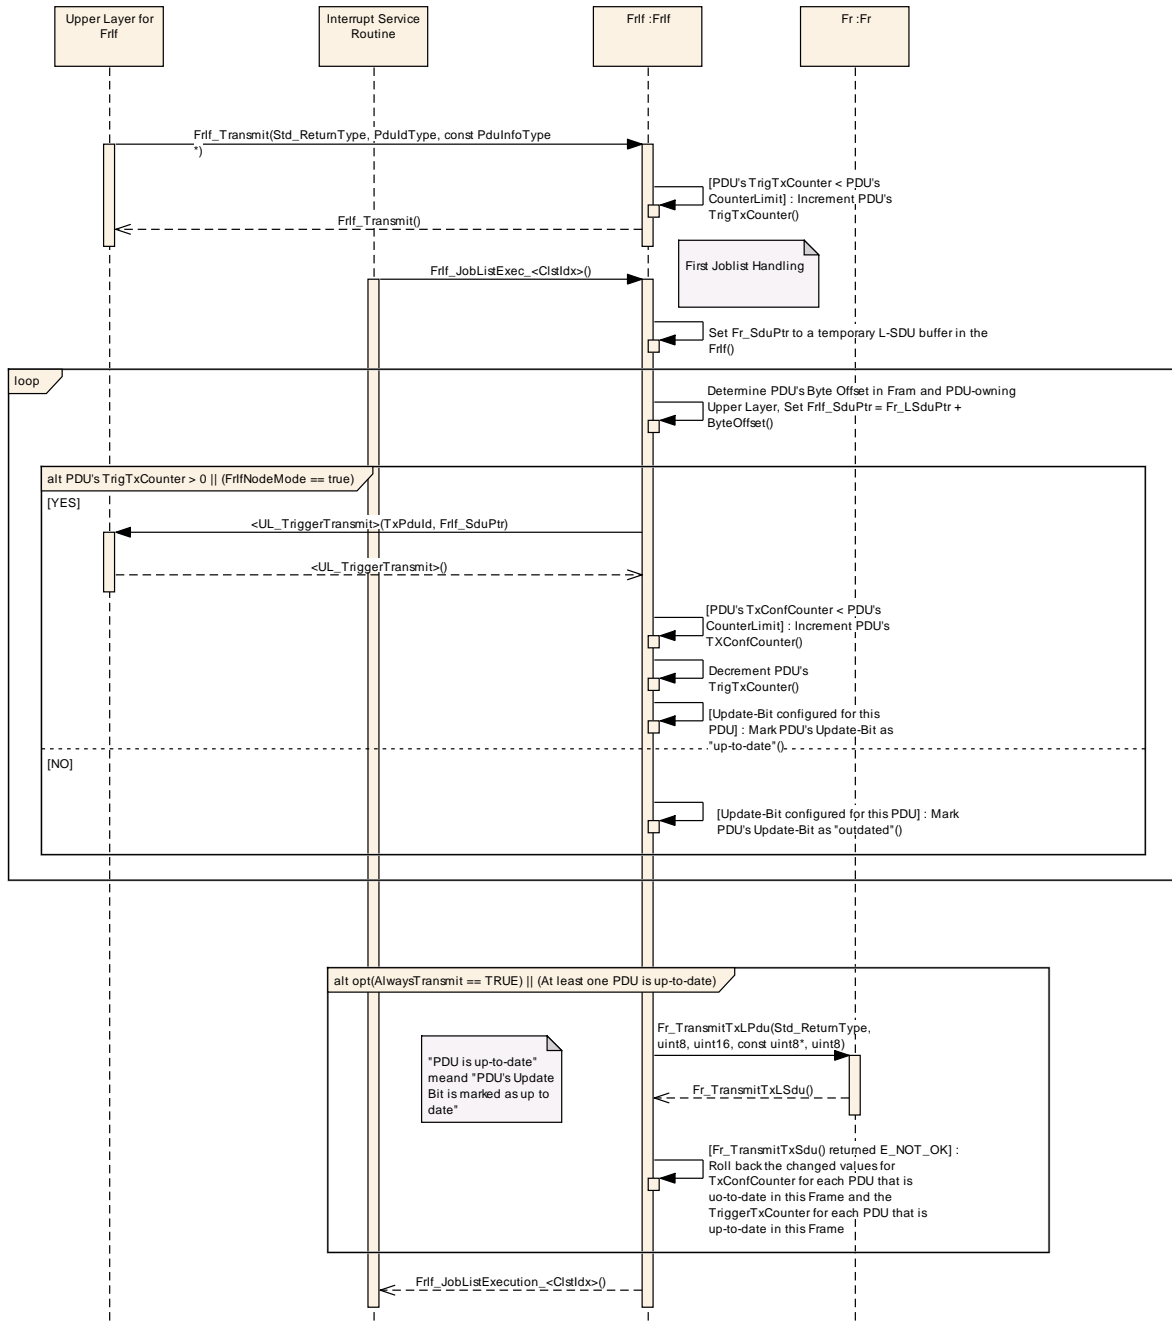 Upper Layer for
FrIf
Interrupt Service
Routine
FrIf :FrIf
Fr :Fr
FrIf_Transmit(Std_ReturnType, PduIdType, const PduInfoType
*)
[PDU's TrigTxCounter < PDU's
CounterLimit] : Increment PDU's
TrigTxCounter()
FrIf_Transmit()
First Joblist Handling
FrIf_JobListExec_<ClstIdx>()
Set Fr_SduPtr to a temporary L-SDU buffer in the
FrIf()
loop
Determine PDU's Byte Offset in Fram and PDU-owning
Upper Layer, Set FrIf_SduPtr = Fr_LSduPtr +
ByteOffset()
alt PDU's TrigTxCounter > 0 || (FrIfNodeMode == true)
[YES]
<UL_TriggerTransmit>(TxPduId, FrIf_SduPtr)
<UL_TriggerTransmit>()
[PDU's TxConfCounter < PDU's
CounterLimit] : Increment PDU's
TXConfCounter()
Decrement PDU's
TrigTxCounter()
[Update-Bit configured for this
PDU] : Mark PDU's Update-Bit as
"up-to-date"()
[NO]
[Update-Bit configured for this PDU] : Mark
PDU's Update-Bit as "outdated"()
alt opt(AlwaysTransmit == TRUE) || (At least one PDU is up-to-date)
Fr_TransmitTxLPdu(Std_ReturnType,
uint8, uint16, const uint8*, uint8)
"PDU is up-to-date"
meand "PDU's Update
Bit is marked as up to
date"
Fr_TransmitTxLSdu()
[Fr_TransmitTxSdu() returned E_NOT_OK] :
Roll back the changed values for
TxConfCounter for each PDU that is
uo-to-date in this Frame and the
TriggerTxCounter for each PDU that is
up-to-date in this Frame
FrIf_JobListExecution_<ClstIdx>()